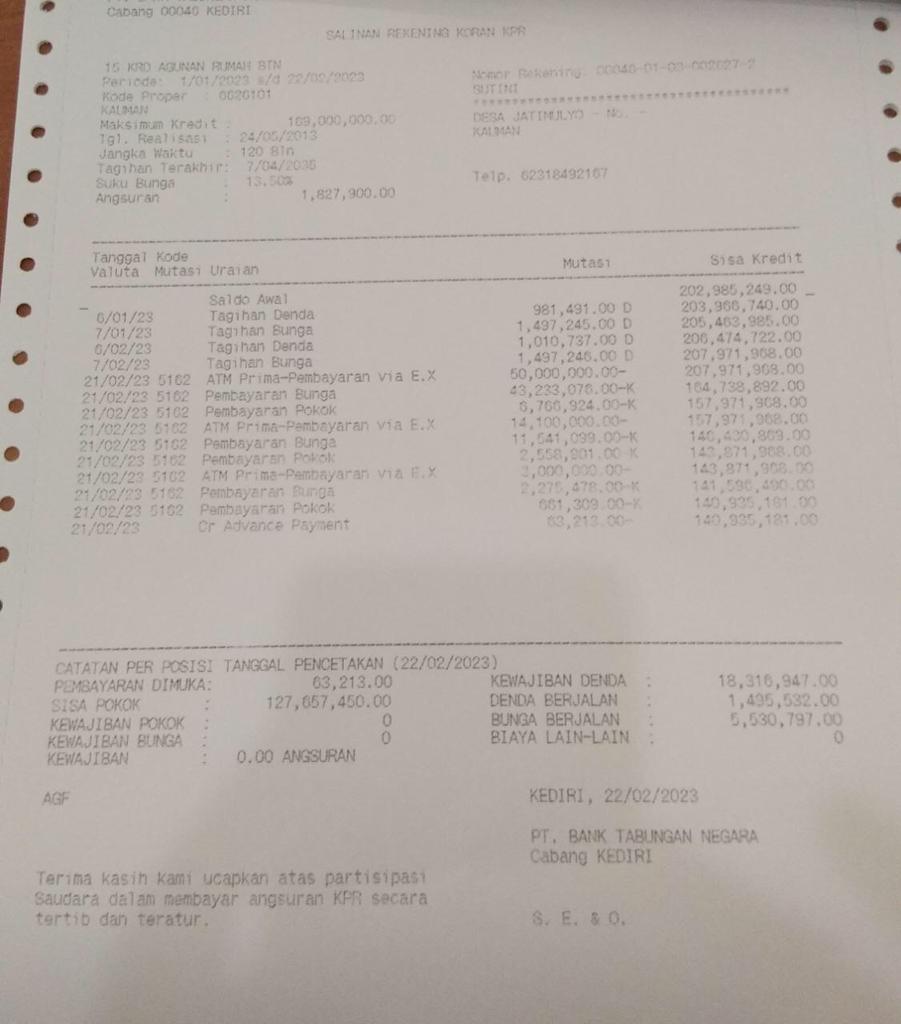 Cabang 00040 KEDIRI
SALINAN REKENING KORAN KPR
15 KRD AGUNAN RUMAH BTN
Periode: 1/01/2023 s/d 22/02/2023
Kode Proper : 0020101
KAUMAN
Maksimum Kredit : 169,000,000.00
Tgl. Realisasi : 24/05/2013
Jangka Waktu : 120 Bln
Tagihan Terakhir: 7/04/2035
Suku Bunga : 13.50%
Angsuran : 1,827,900.00
Nomor Rekening: 00040-01-03-002027-2
SUTINI
****************************************
DESA JATIMULYO - No. -
KAUMAN
Telp. 62318492167
Tanggal Kode
Valuta Mutasi Uraian Mutasi Sisa Kredit
_ Saldo Awal 202,985,249.00 _
6/01/23 Tagihan Denda 981,491.00 D 203,966,740.00
7/01/23 Tagihan Bunga 1,497,245.00 D 205,463,985.00
6/02/23 Tagihan Denda 1,010,737.00 D 206,474,722.00
7/02/23 Tagihan Bunga 1,497,246.00 D 207,971,968.00
21/02/23 5162 ATM Prima-Pembayaran via E.X 50,000,000.00- 207,971,968.00
21/02/23 5162 Pembayaran Bunga 43,233,076.00-K 164,738,892.00
21/02/23 5162 Pembayaran Pokok 6,766,924.00-K 157,971,968.00
21/02/23 5162 ATM Prima-Pembayaran via E.X 14,100,000.00- 157,971,968.00
21/02/23 5162 Pembayaran Bunga 11,541,099.00-K 146,430,869.00
21/02/23 5162 Pembayaran Pokok 2,558,901.00-K 143,871,968.00
21/02/23 5162 ATM Prima-Pembayaran via E.X 3,000,000.00- 143,871,968.00
21/02/23 5162 Pembayaran Bunga 2,275,478.00-K 141,596,490.00
21/02/23 5162 Pembayaran Pokok 661,309.00-K 140,935,181.00
21/02/23 Cr Advance Payment 63,213.00- 140,935,181.00
CATATAN PER POSISI TANGGAL PENCETAKAN (22/02/2023)
PEMBAYARAN DIMUKA: 63,213.00 KEWAJIBAN DENDA : 18,316,947.00
SISA POKOK : 127,657,450.00 DENDA BERJALAN : 1,495,532.00
KEWAJIBAN POKOK : 0 BUNGA BERJALAN : 5,530,797.00
KEWAJIBAN BUNGA : 0 BIAYA LAIN-LAIN : 0
KEWAJIBAN : 0.00 ANGSURAN
AGF
KEDIRI, 22/02/2023
PT. BANK TABUNGAN NEGARA
Cabang KEDIRI
Terima kasih kami ucapkan atas partisipasi
Saudara dalam membayar angsuran KPR secara
tertib dan teratur.
S. E. & O.